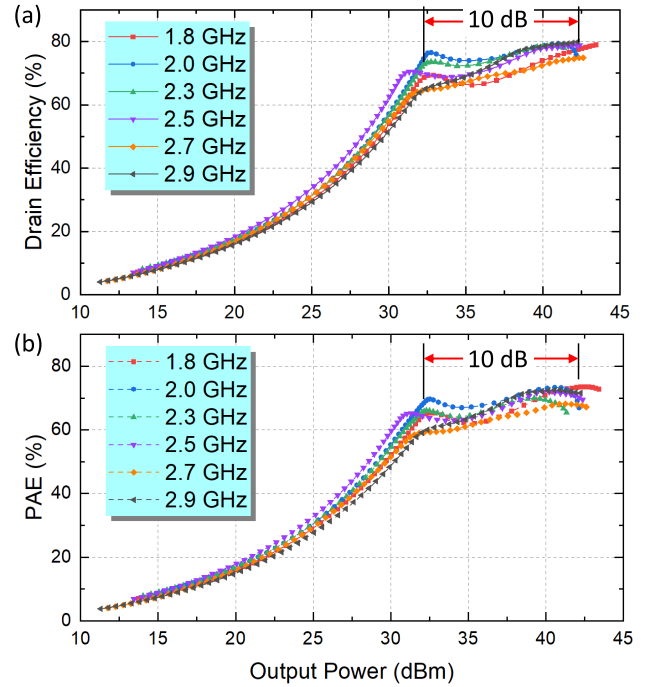 (a)
10 dB
1.8 GHz
2.0 GHz
2.3 GHz
2.5 GHz
2.7 GHz
2.9 GHz
Drain Efficiency (%)
80
60
40
20
0
10 15 20 25 30 35 40 45
(b)
10 dB
1.8 GHz
2.0 GHz
2.3 GHz
2.5 GHz
2.7 GHz
2.9 GHz
PAE (%)
80
60
40
20
0
10 15 20 25 30 35 40 45
Output Power (dBm)